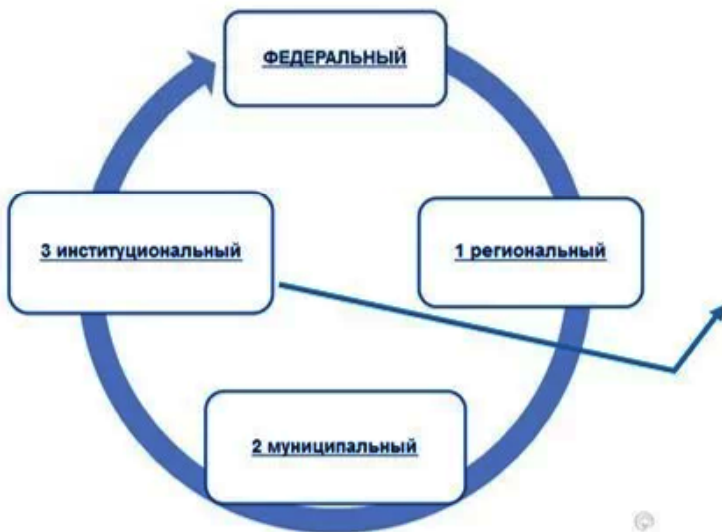 ФЕДЕРАЛЬНЫЙ
3 институциональный
1 региональный
2 муниципальный